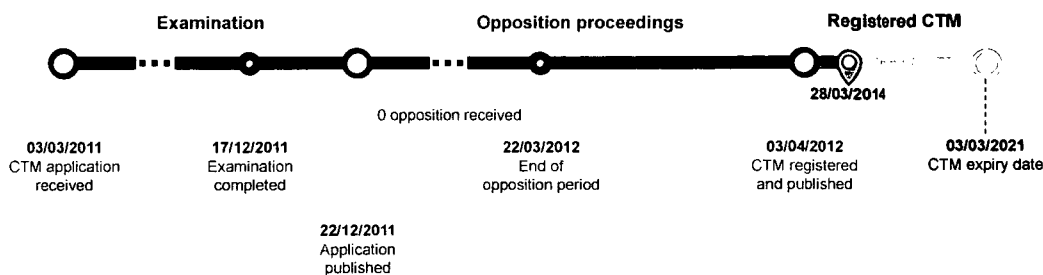 Examination
Opposition proceedings
Registered CTM
28/03/2014
0 opposition received
03/03/2011
CTM application
received
17/12/2011
Examination
completed
22/03/2012
End of
opposition period
03/04/2012
CTM registered
and published
03/03/2021
CTM expiry date
22/12/2011
Application
published